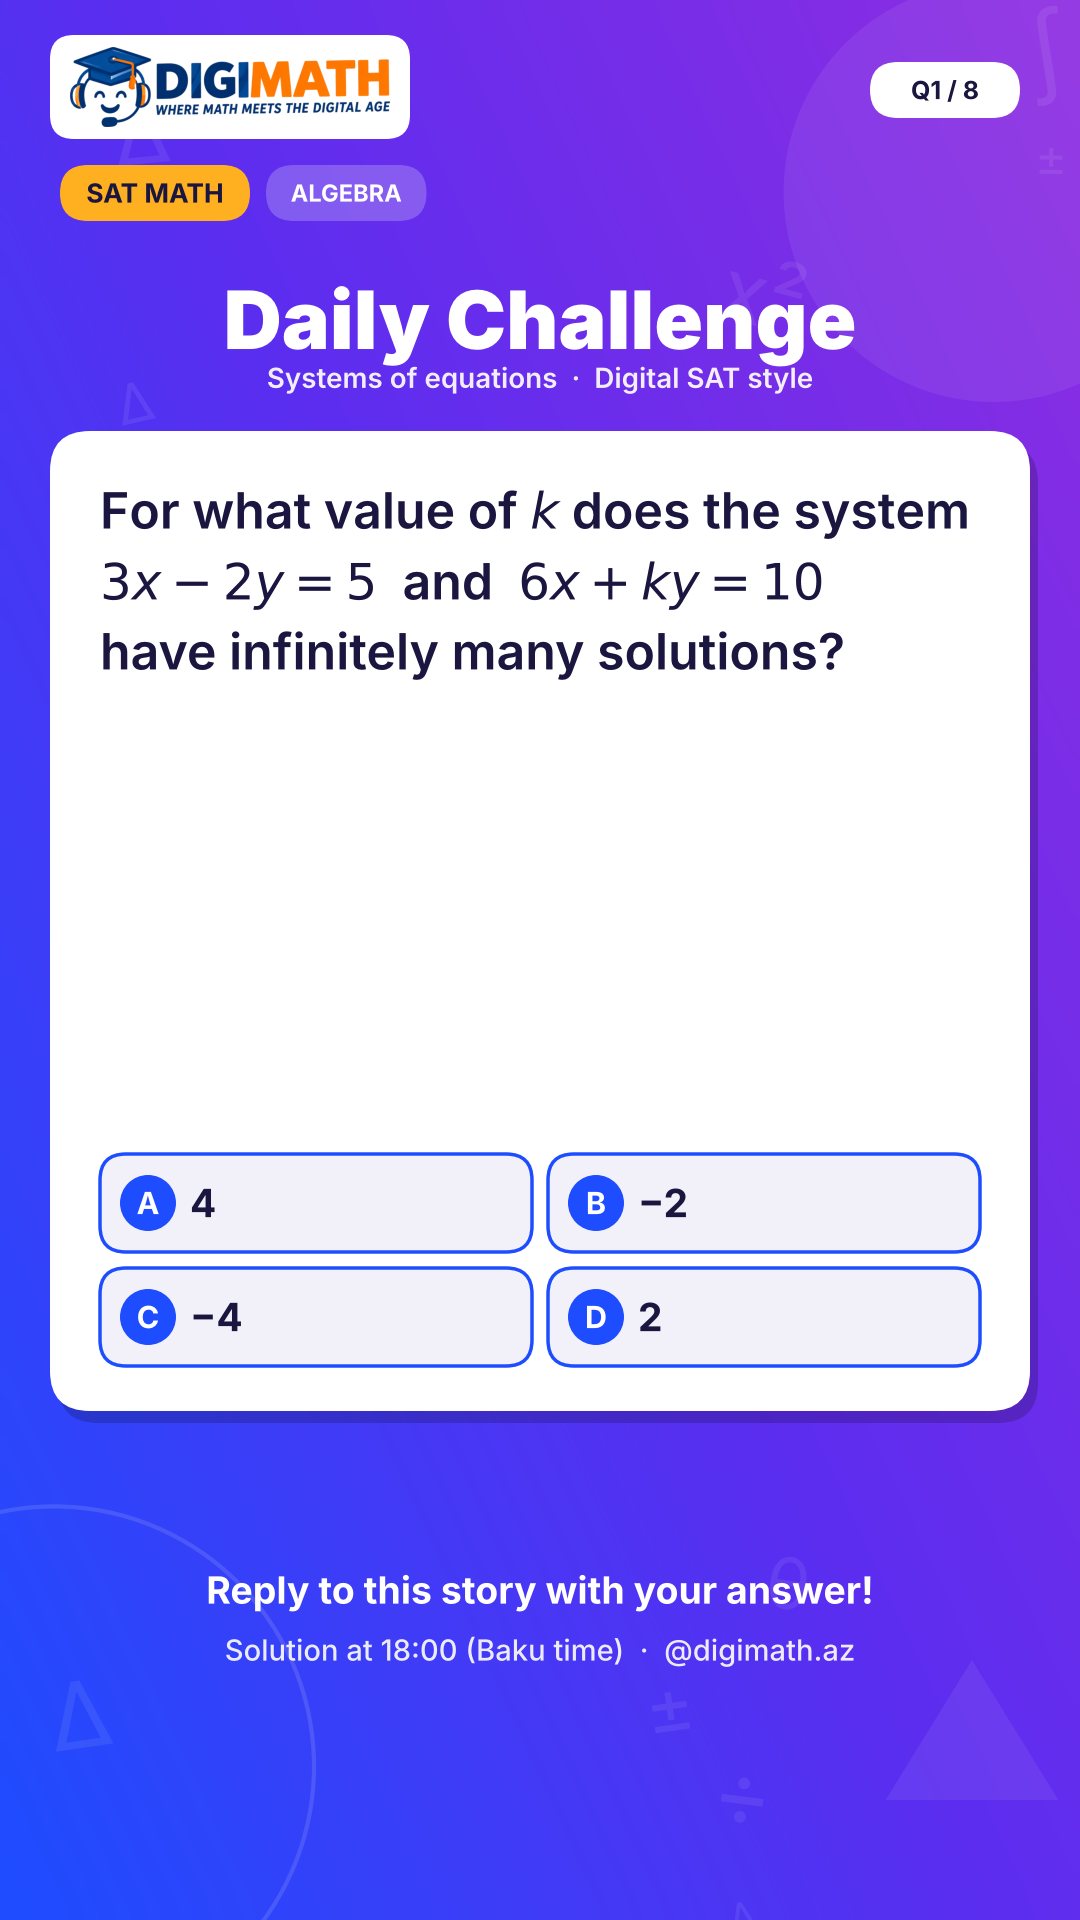 DIGIMATH
WHERE MATH MEETS THE DIGITAL AGE
Q1 / 8
SAT MATH
ALGEBRA
Daily Challenge
Systems of equations · Digital SAT style
For what value of k does the system
3x − 2y = 5 and 6x + ky = 10
have infinitely many solutions?
A 4
B −2
C −4
D 2
Reply to this story with your answer!
Solution at 18:00 (Baku time) · @digimath.az